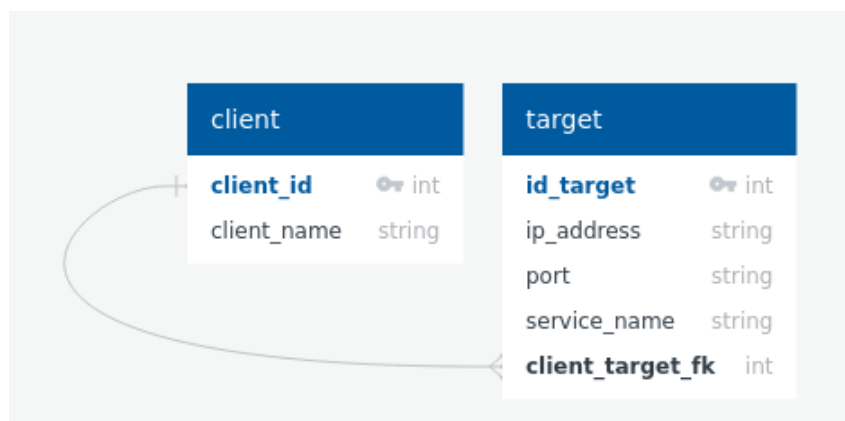 client
client_id int
client_name string
target
id_target int
ip_address string
port string
service_name string
client_target_fk int